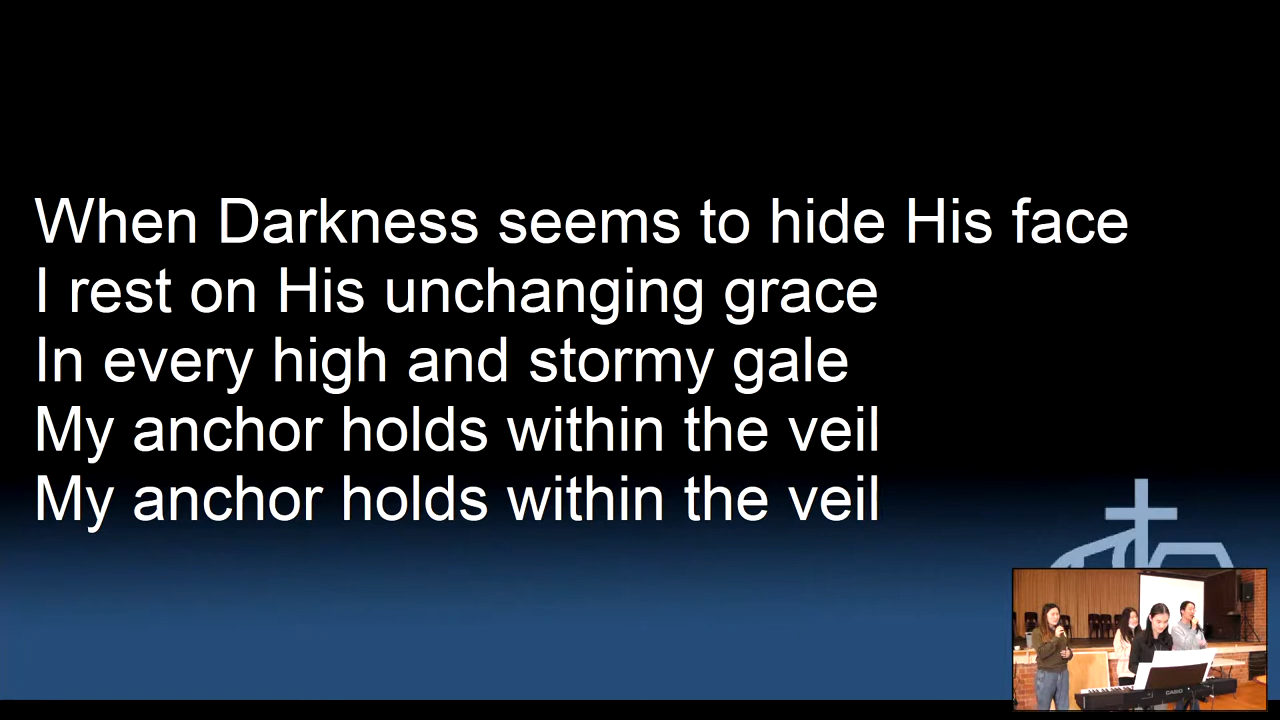 When Darkness seems to hide His face
I rest on His unchanging grace
In every high and stormy gale
My anchor holds within the veil
My anchor holds within the veil
CASIO